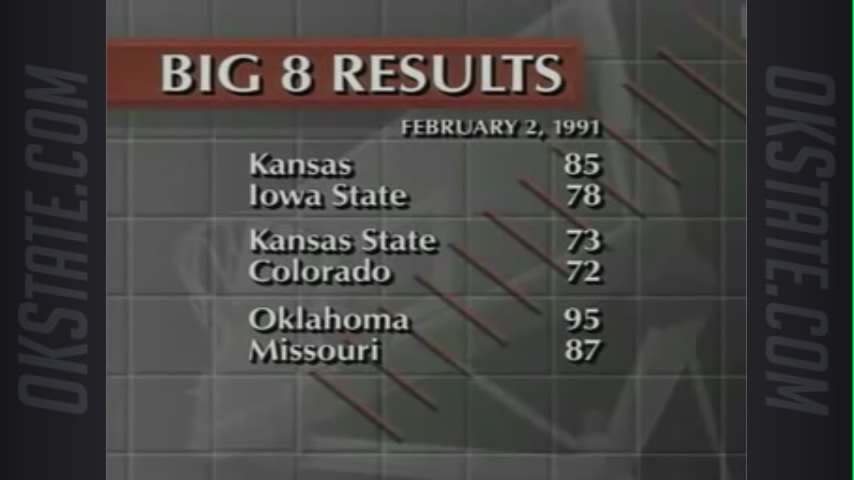 BIG 8 RESULTS
FEBRUARY 2, 1991
Kansas 85
Iowa State 78
Kansas State 73
Colorado 72
Oklahoma 95
Missouri 87
OKSTATE.COM
OKSTATE.COM